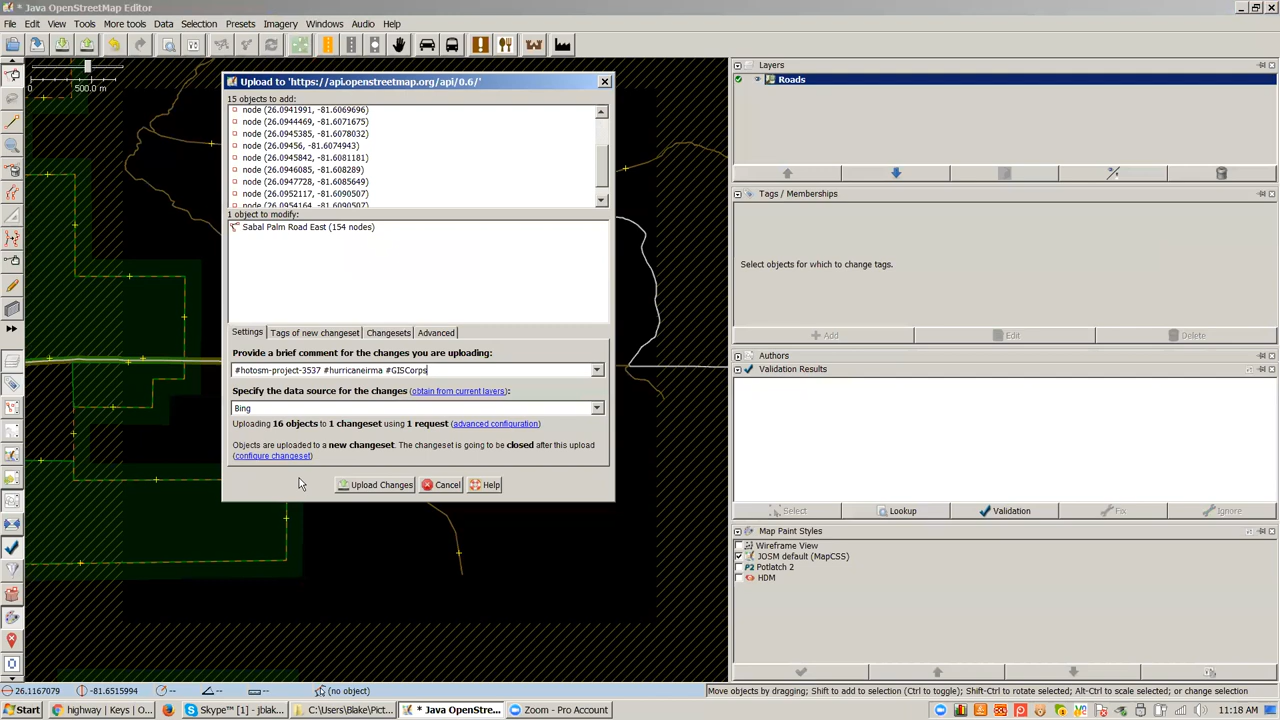 * Java OpenStreetMap Editor
File Edit View Tools More tools Data Selection Presets Imagery Windows Audio Help
500.0 m
Upload to 'https://api.openstreetmap.org/api/0.6/'
15 objects to add:
node (26.0941991, -81.6069696)
node (26.0944469, -81.6071675)
node (26.0945385, -81.6078032)
node (26.09456, -81.6074943)
node (26.0945842, -81.6081181)
node (26.0946085, -81.608289)
node (26.0947728, -81.6085649)
node (26.0952117, -81.6090507)
node (26.0954164, -81.6090507)
1 object to modify:
Sabal Palm Road East (154 nodes)
Settings Tags of new changeset Changesets Advanced
Provide a brief comment for the changes you are uploading:
#hotosm-project-3537 #hurricaneirma #GISCorps
Specify the data source for the changes (obtain from current layers):
Bing
Uploading 16 objects to 1 changeset using 1 request (advanced configuration)
Objects are uploaded to a new changeset. The changeset is going to be closed after this upload
(configure changeset)
Upload Changes Cancel Help
Layers
Roads
Tags / Memberships
Select objects for which to change tags.
Add Edit Delete
Authors
Validation Results
Select Lookup Validation Fix Ignore
Map Paint Styles
Wireframe View
JOSM default (MapCSS)
P2 Potlatch 2
HDM
26.1167079 -81.6515994 -- -- -- (no object) Move objects by dragging; Shift to add to selection (Ctrl to toggle); Shift-Ctrl to rotate selected; Alt-Ctrl to scale selected; or change selection
Start highway | Keys | O... Skype™ [1] - jblak... C:\Users\Blake\Pict... * Java OpenStre... Zoom - Pro Account 11:18 AM